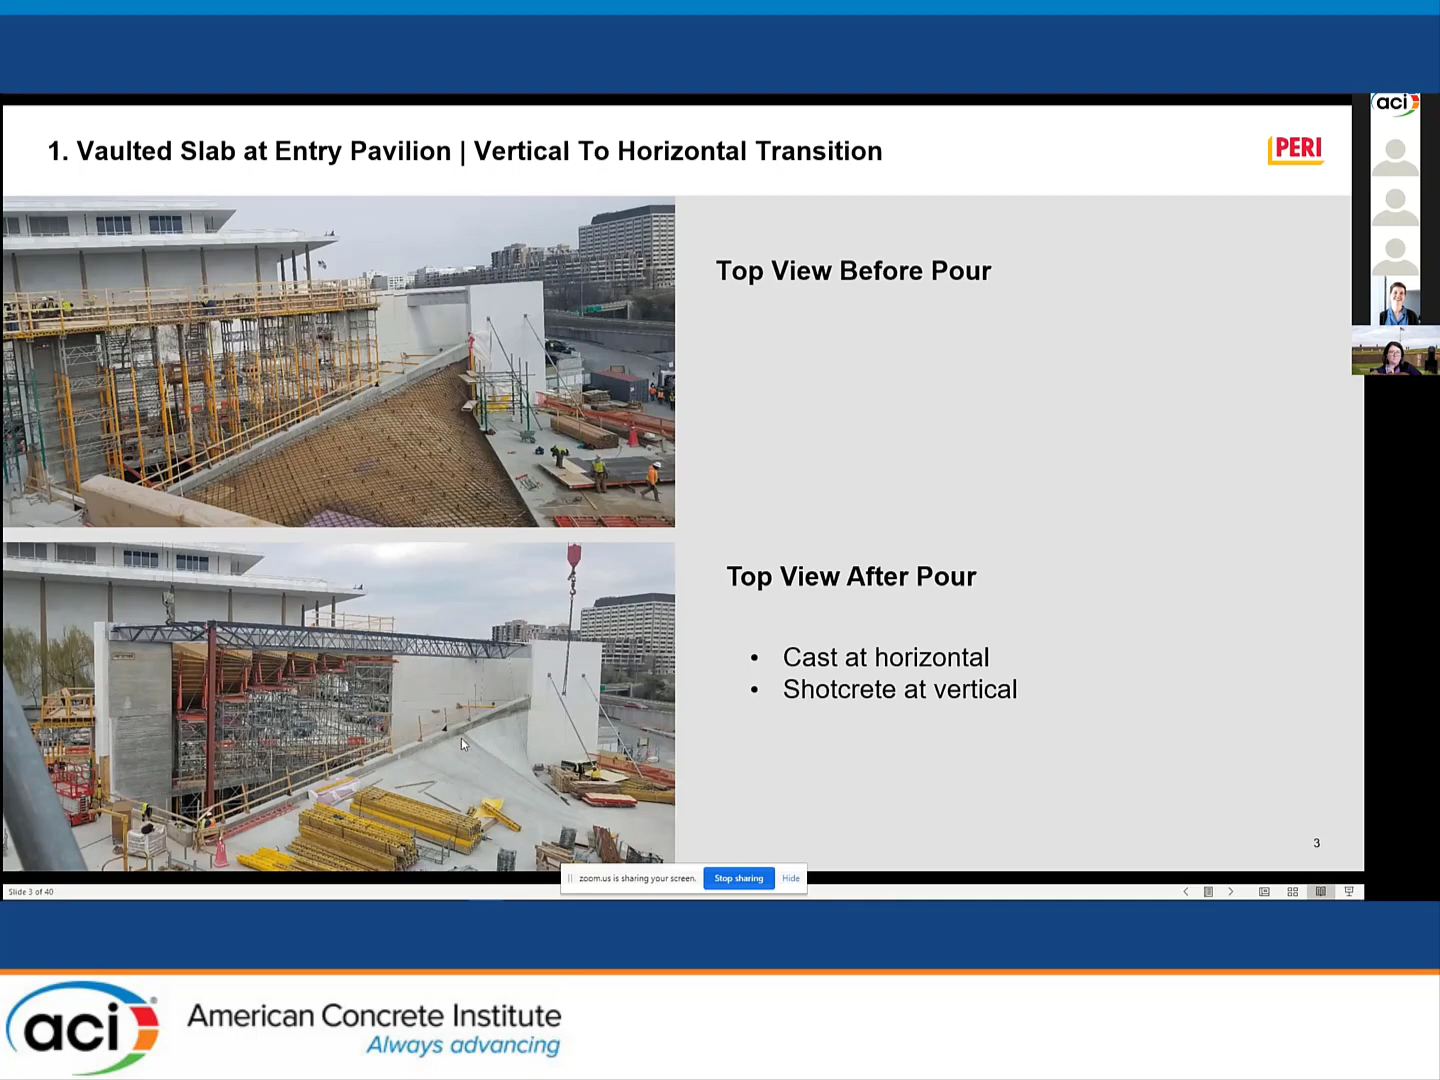 1. Vaulted Slab at Entry Pavilion | Vertical To Horizontal Transition
PERI
aci
Top View Before Pour
Top View After Pour
• Cast at horizontal
• Shotcrete at vertical
3
zoom.us is sharing your screen.
Stop sharing
Hide
Slide 3 of 40
aci
American Concrete Institute
Always advancing